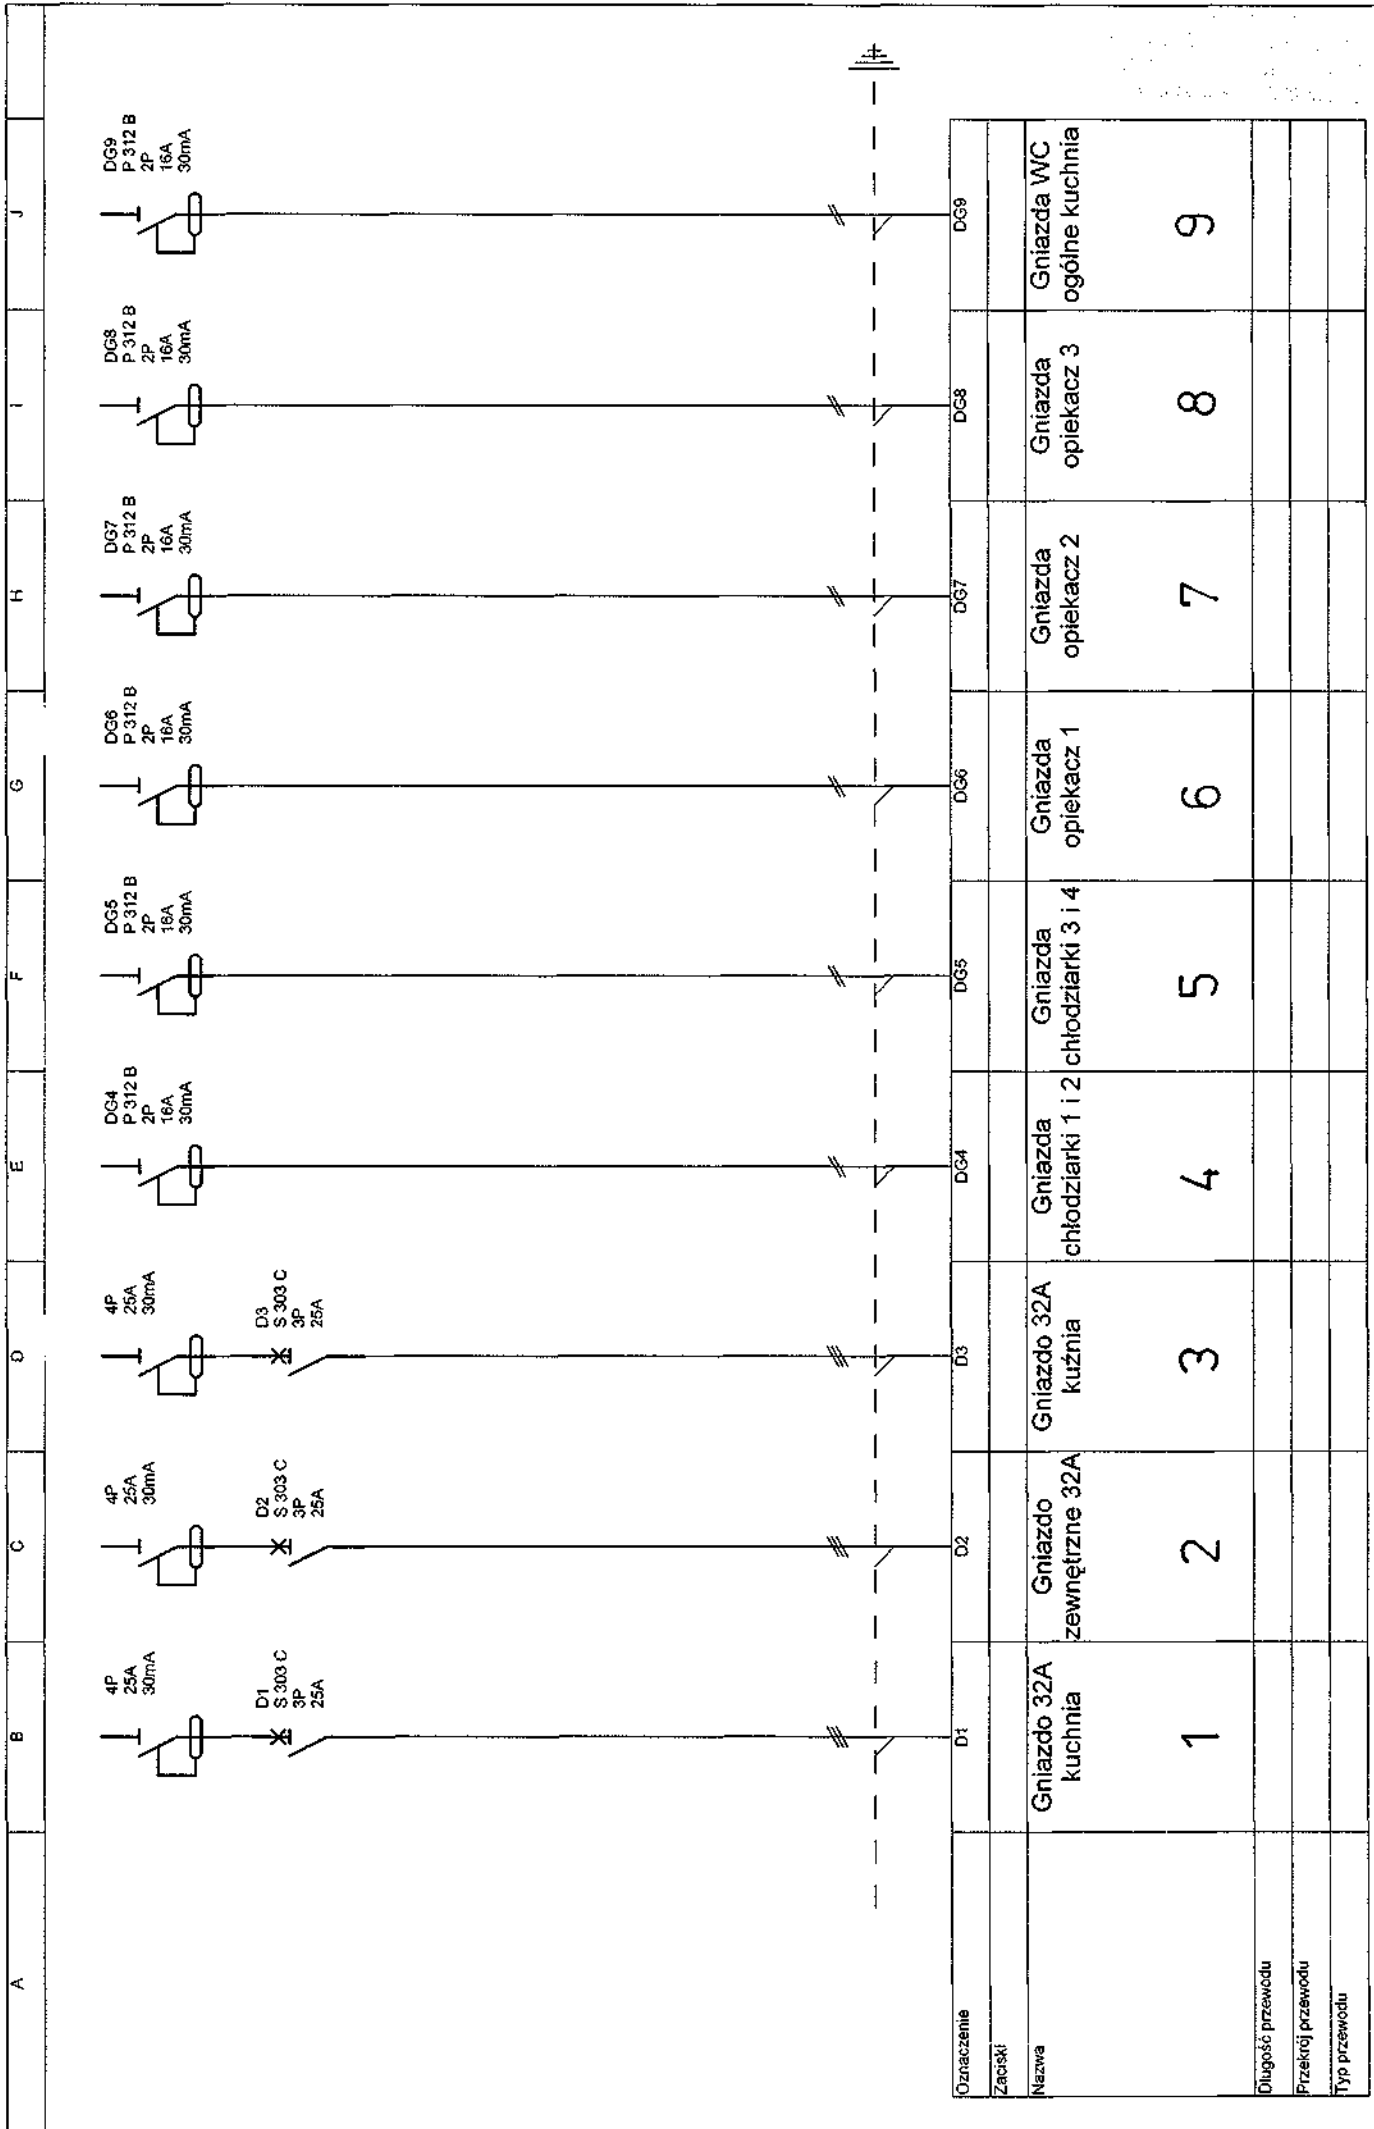 A
B
C
D
E
F
G
H
I
J
4P
25A
30mA
4P
25A
30mA
4P
25A
30mA
DG4
P 312 B
2P
16A
30mA
DG5
P 312 B
2P
16A
30mA
DG6
P 312 B
2P
16A
30mA
DG7
P 312 B
2P
16A
30mA
DG8
P 312 B
2P
16A
30mA
DG9
P 312 B
2P
16A
30mA
D1
S 303 C
3P
25A
D2
S 303 C
3P
25A
D3
S 303 C
3P
25A
Oznaczenie
D1
D2
D3
DG4
DG5
DG6
DG7
DG8
DG9
Zaciski
Nazwa
Gniazdo 32A
kuchnia
1
Gniazdo
zewnętrzne 32A
2
Gniazdo 32A
kuźnia
3
Gniazda
chłodziarki 1 i 2
4
Gniazda
chłodziarki 3 i 4
5
Gniazda
opiekacz 1
6
Gniazda
opiekacz 2
7
Gniazda
opiekacz 3
8
Gniazda WC
ogólne kuchnia
9
Długość przewodu
Przekrój przewodu
Typ przewodu